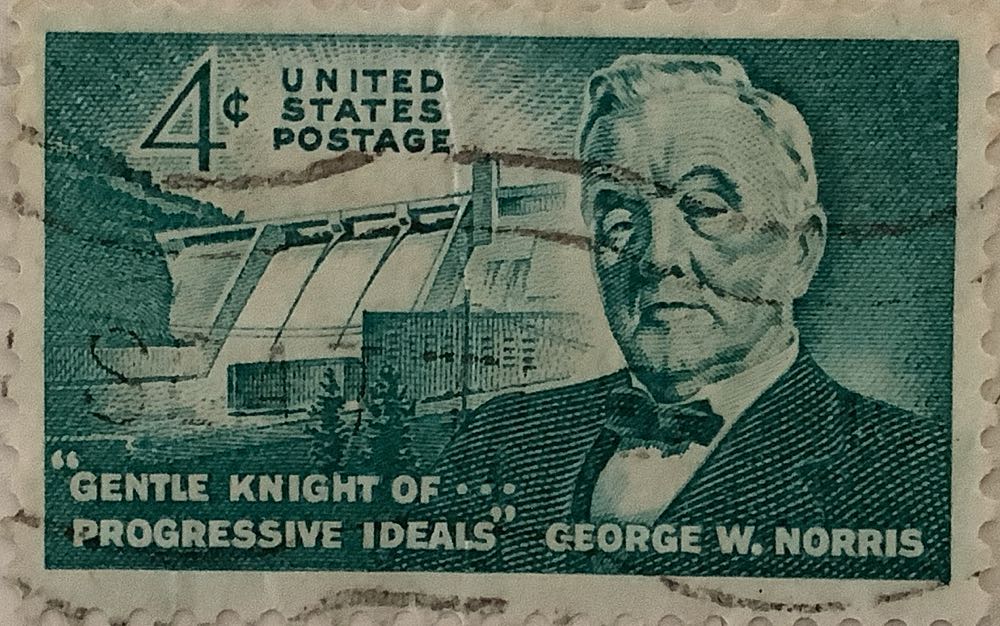 4¢
UNITED
STATES
POSTAGE
"GENTLE KNIGHT OF ...
PROGRESSIVE IDEALS"
GEORGE W. NORRIS